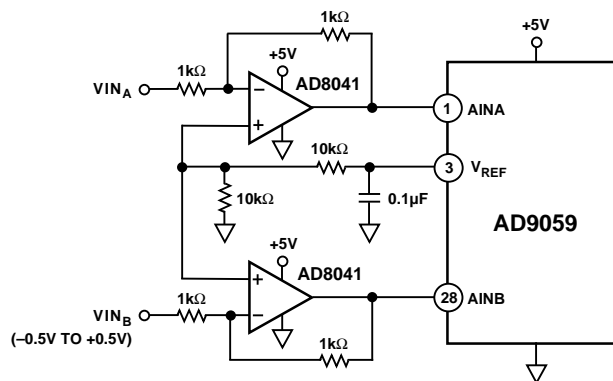 1kΩ
+5V
+5V
1kΩ
AD8041
VINA
−
1
AINA
+
10kΩ
3
VREF
10kΩ
0.1µF
AD9059
+5V
AD8041
+
1kΩ
28
AINB
VINB
−
(–0.5V TO +0.5V)
1kΩ